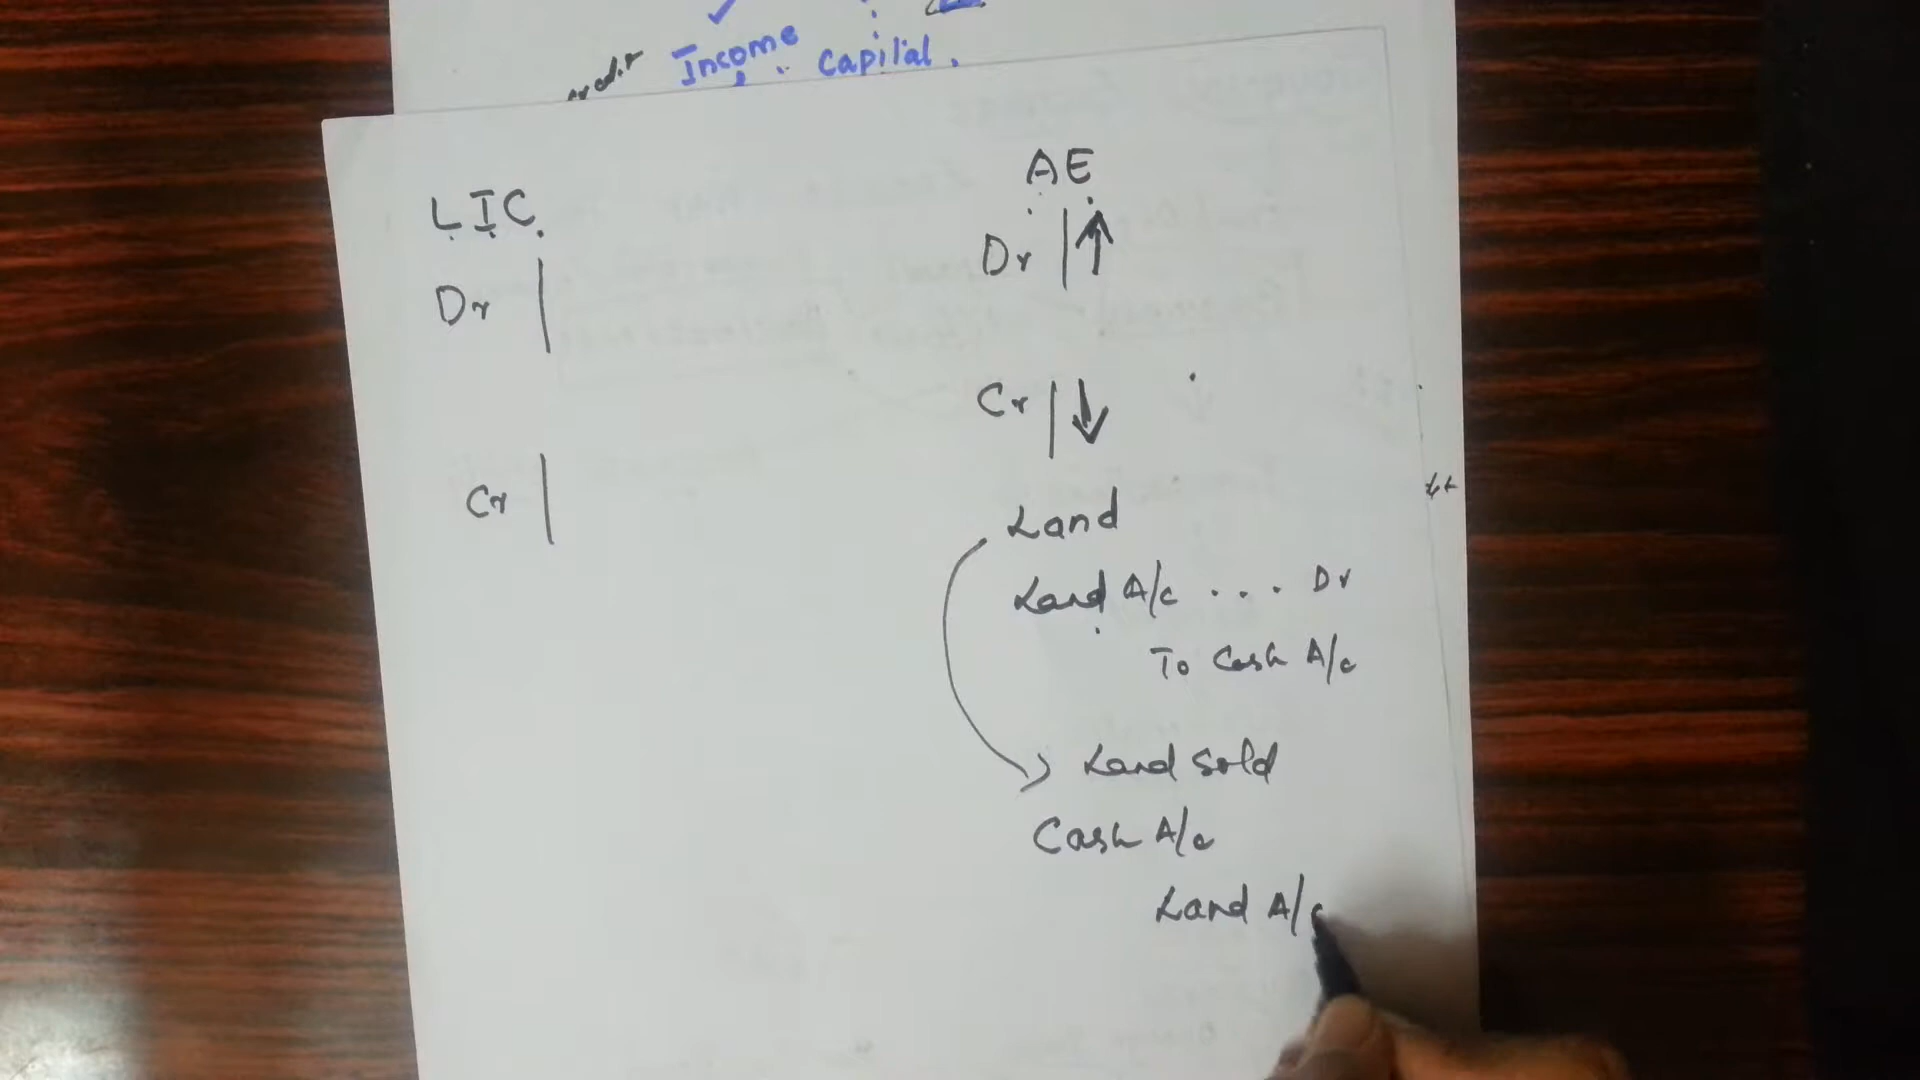 Income
Capital.
LIC.
Dr
Cr
AE
Dr
Cr
Land
Land A/c ... Dr
To Cash A/c
Land Sold
Cash A/c
Land A/c